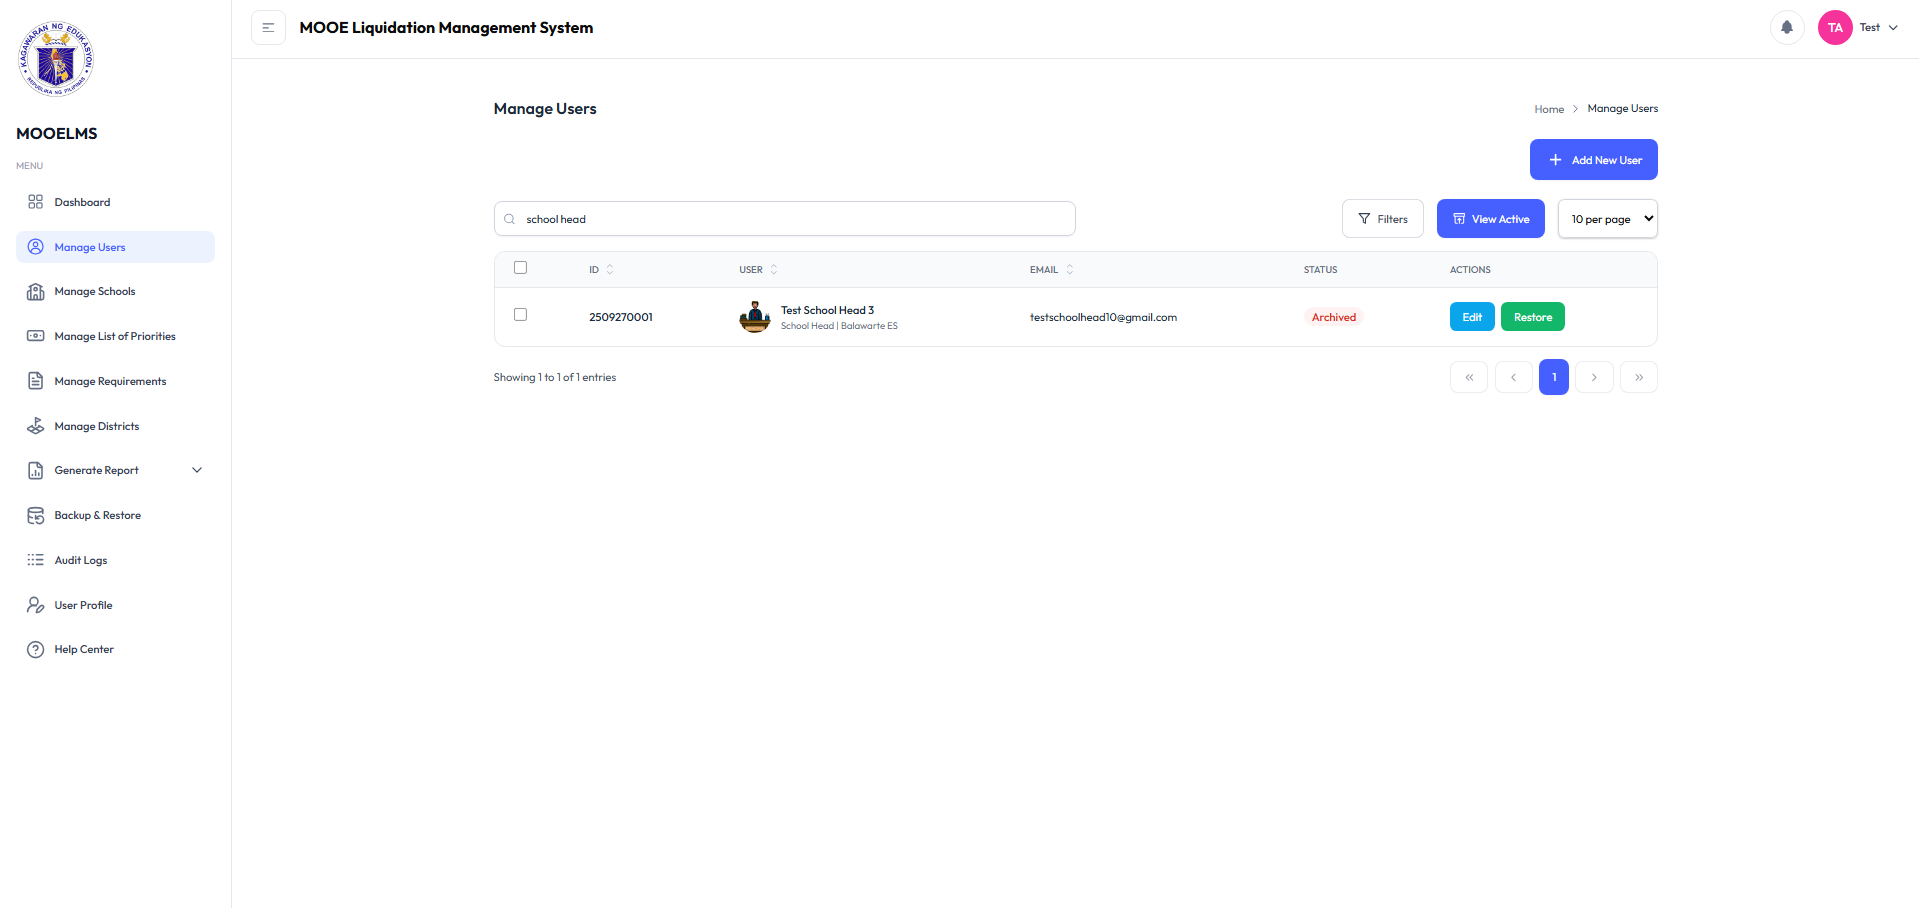 KAGAWARAN NG EDUKASYON
REPUBLIKA NG PILIPINAS
MOOE Liquidation Management System
TA
Test
MOOELMS
MENU
Dashboard
Manage Users
Manage Schools
Manage List of Priorities
Manage Requirements
Manage Districts
Generate Report
Backup & Restore
Audit Logs
User Profile
Help Center
Manage Users
Home > Manage Users
+ Add New User
school head
Filters
View Active
10 per page
ID USER EMAIL STATUS ACTIONS
2509270001 Test School Head 3 testschoolhead10@gmail.com Archived Edit Restore
School Head | Balawarte ES
Showing 1 to 1 of 1 entries
« ‹ 1 › »